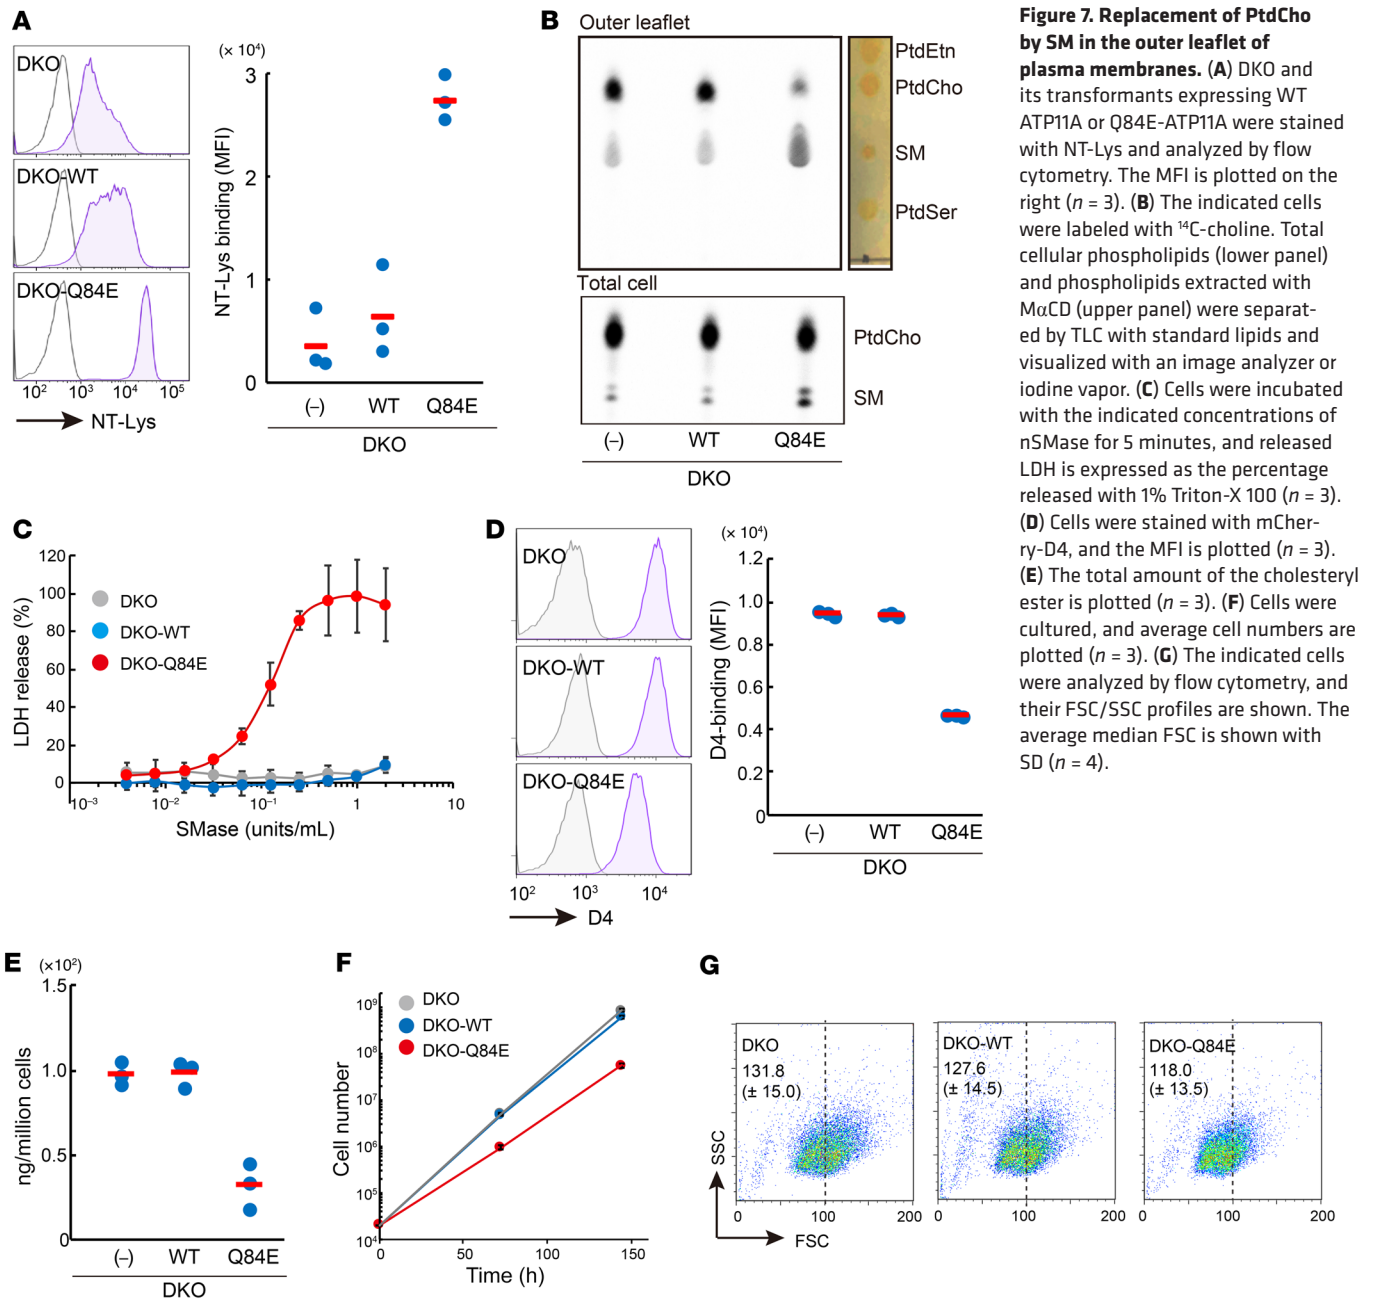 A
DKO
DKO-WT
DKO-Q84E
10² 10³ 10⁴ 10⁵
NT-Lys
(× 10⁴)
NT-Lys binding (MFI)
3
2
1
0
(–) WT Q84E
DKO
B
Outer leaflet
PtdEtn
PtdCho
SM
PtdSer
Total cell
PtdCho
SM
(–) WT Q84E
DKO
Figure 7. Replacement of PtdCho
by SM in the outer leaflet of
plasma membranes. (A) DKO and
its transformants expressing WT
ATP11A or Q84E-ATP11A were stained
with NT-Lys and analyzed by flow
cytometry. The MFI is plotted on the
right (n = 3). (B) The indicated cells
were labeled with ¹⁴C-choline. Total
cellular phospholipids (lower panel)
and phospholipids extracted with
MαCD (upper panel) were separat-
ed by TLC with standard lipids and
visualized with an image analyzer or
iodine vapor. (C) Cells were incubated
with the indicated concentrations of
nSMase for 5 minutes, and released
LDH is expressed as the percentage
released with 1% Triton-X 100 (n = 3).
(D) Cells were stained with mCher-
ry-D4, and the MFI is plotted (n = 3).
(E) The total amount of the cholesteryl
ester is plotted (n = 3). (F) Cells were
cultured, and average cell numbers are
plotted (n = 3). (G) The indicated cells
were analyzed by flow cytometry, and
their FSC/SSC profiles are shown. The
average median FSC is shown with
SD (n = 4).
C
LDH release (%)
120
100
80
60
40
20
0
DKO
DKO-WT
DKO-Q84E
10⁻³ 10⁻² 10⁻¹ 1 10
SMase (units/mL)
D
DKO
DKO-WT
DKO-Q84E
10² 10³ 10⁴
D4
(× 10⁴)
D4-binding (MFI)
1.2
1.0
0.8
0.6
0.4
0.2
0
(–) WT Q84E
DKO
E
(×10²)
ng/million cells
1.5
1.0
0.5
0
(–) WT Q84E
DKO
F
DKO
DKO-WT
DKO-Q84E
Cell number
10⁹
10⁸
10⁷
10⁶
10⁵
10⁴
0 50 100 150
Time (h)
G
DKO
131.8
(± 15.0)
DKO-WT
127.6
(± 14.5)
DKO-Q84E
118.0
(± 13.5)
SSC
0 100 200 0 100 200 0 100 200
FSC